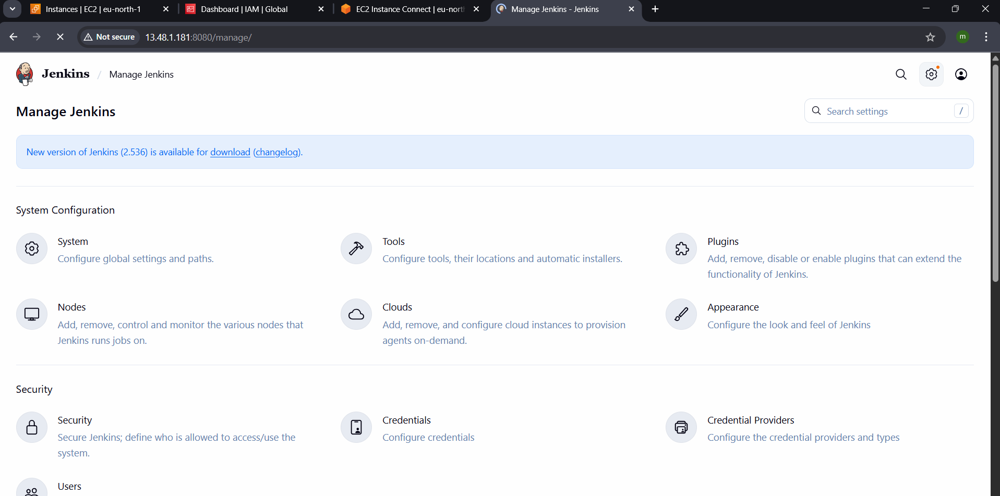 Instances | EC2 | eu-north-1
Dashboard | IAM | Global
EC2 Instance Connect | eu-nort
Manage Jenkins - Jenkins
Not secure
13.48.1.181:8080/manage/
m
Jenkins / Manage Jenkins
Manage Jenkins
Search settings /
New version of Jenkins (2.536) is available for download (changelog).
System Configuration
System
Configure global settings and paths.
Tools
Configure tools, their locations and automatic installers.
Plugins
Add, remove, disable or enable plugins that can extend the
functionality of Jenkins.
Nodes
Add, remove, control and monitor the various nodes that
Jenkins runs jobs on.
Clouds
Add, remove, and configure cloud instances to provision
agents on-demand.
Appearance
Configure the look and feel of Jenkins
Security
Security
Secure Jenkins; define who is allowed to access/use the
system.
Credentials
Configure credentials
Credential Providers
Configure the credential providers and types
Users